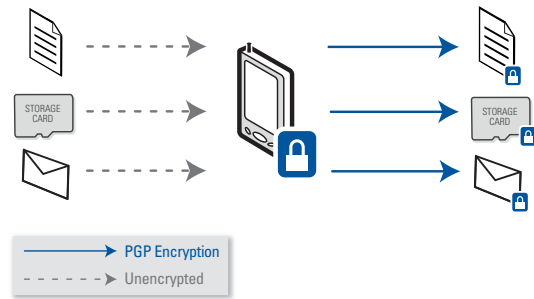 STORAGE
CARD
STORAGE
CARD
PGP Encryption
Unencrypted